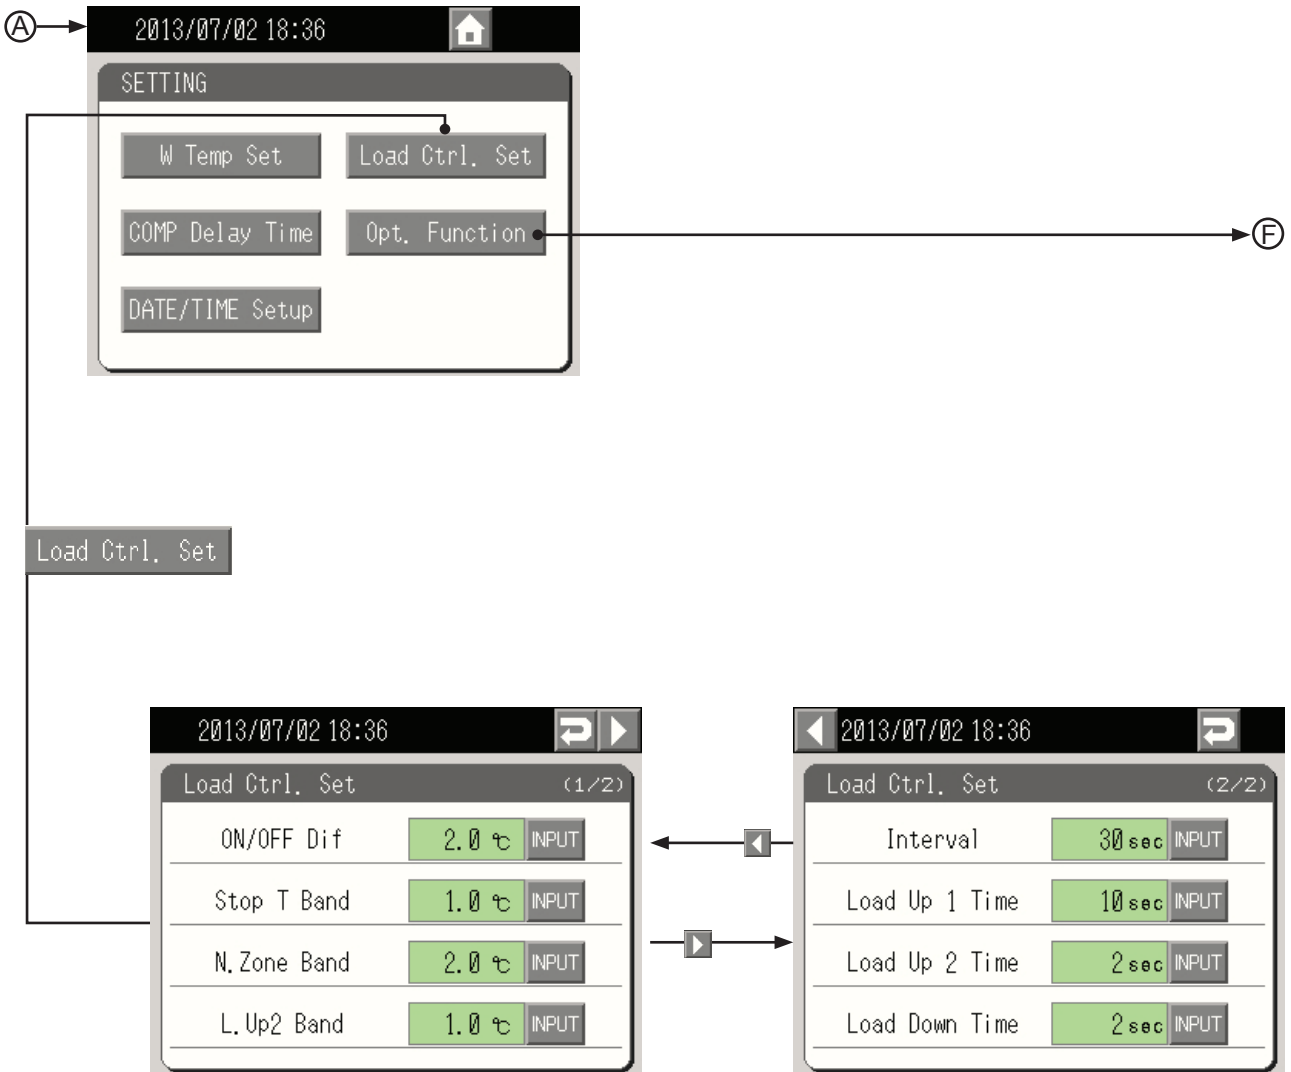 A
2013/07/02 18:36
SETTING
W Temp Set
Load Ctrl. Set
COMP Delay Time
Opt. Function
F
DATE/TIME Setup
Load Ctrl. Set
2013/07/02 18:36
Load Ctrl. Set (1/2)
ON/OFF Dif 2.0 ℃ INPUT
Stop T Band 1.0 ℃ INPUT
N.Zone Band 2.0 ℃ INPUT
L.Up2 Band 1.0 ℃ INPUT
2013/07/02 18:36
Load Ctrl. Set (2/2)
Interval 30 sec INPUT
Load Up 1 Time 10 sec INPUT
Load Up 2 Time 2 sec INPUT
Load Down Time 2 sec INPUT